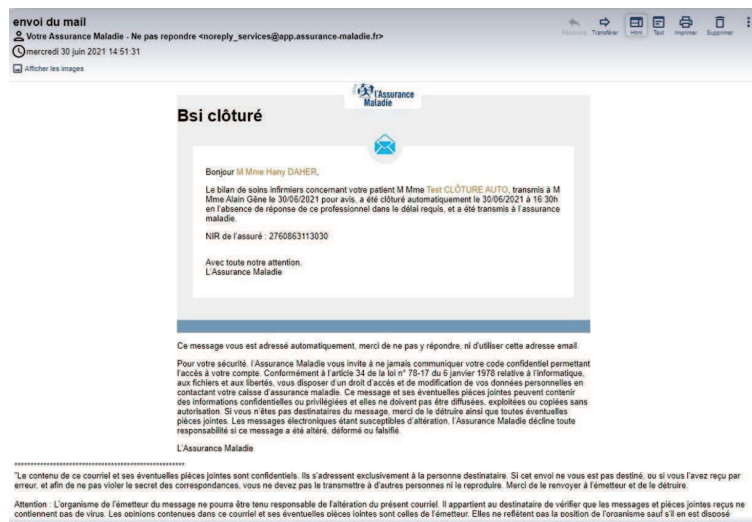 envoi du mail
Votre Assurance Maladie - Ne pas repondre <noreply_services@app.assurance-maladie.fr>
mercredi 30 juin 2021 14:51:31
Répondre Transférer Html Text Imprimer Supprimer
Afficher les images
l'Assurance
Maladie
Bsi clôturé
Bonjour M Mme Hany DAHER,
Le bilan de soins infirmiers concernant votre patient M Mme Test CLÔTURE AUTO, transmis à M
Mme Alain Gêne le 30/06/2021 pour avis, a été clôturé automatiquement le 30/06/2021 à 16:30h
en l'absence de réponse de ce professionnel dans le délai requis, et a été transmis à l'assurance
maladie.
NIR de l'assuré : 2760863113030
Avec toute notre attention,
L'Assurance Maladie
Ce message vous est adressé automatiquement, merci de ne pas y répondre, ni d'utiliser cette adresse email.
Pour votre sécurité, l'Assurance Maladie vous invite à ne jamais communiquer votre code confidentiel permettant
l'accès à votre compte. Conformément à l'article 34 de la loi n° 78-17 du 6 janvier 1978 relative à l'informatique,
aux fichiers et aux libertés, vous disposer d'un droit d'accès et de modification de vos données personnelles en
contactant votre caisse d'assurance maladie. Ce message et ses éventuelles pièces jointes peuvent contenir
des informations confidentielles ou privilégiées et elles ne doivent pas être diffusées, exploitées ou copiées sans
autorisation. Si vous n'êtes pas destinataires du message, merci de le détruire ainsi que toutes éventuelles
pièces jointes. Les messages électroniques étant susceptibles d'altération, l'Assurance Maladie décline toute
responsabilité si ce message a été altéré, déformé ou falsifié.
L'Assurance Maladie
******************************************************
"Le contenu de ce courriel et ses éventuelles pièces jointes sont confidentiels. Ils s'adressent exclusivement à la personne destinataire. Si cet envoi ne vous est pas destiné, ou si vous l'avez reçu par
erreur, et afin de ne pas violer le secret des correspondances, vous ne devez pas le transmettre à d'autres personnes ni le reproduire. Merci de le renvoyer à l'émetteur et de le détruire.
Attention : L'organisme de l'émetteur du message ne pourra être tenu responsable de l'altération du présent courriel. Il appartient au destinataire de vérifier que les messages et pièces jointes reçus ne
contiennent pas de virus. Les opinions contenues dans ce courriel et ses éventuelles pièces jointes sont celles de l'émetteur. Elles ne reflètent pas la position de l'organisme sauf s'il en est disposé